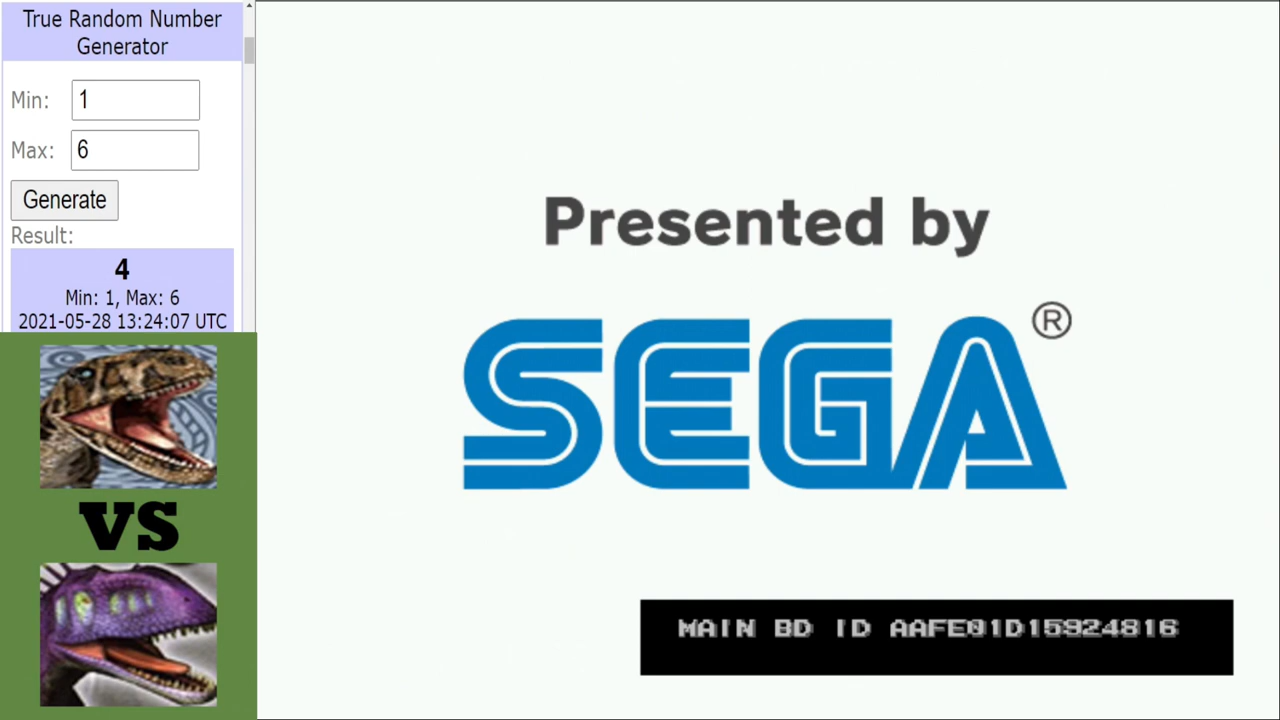 True Random Number
Generator
Min: 1
Max: 6
Generate
Result:
4
Min: 1, Max: 6
2021-05-28 13:24:07 UTC
VS
Presented by
SEGA®
MAIN BD ID AAFE01D15924816